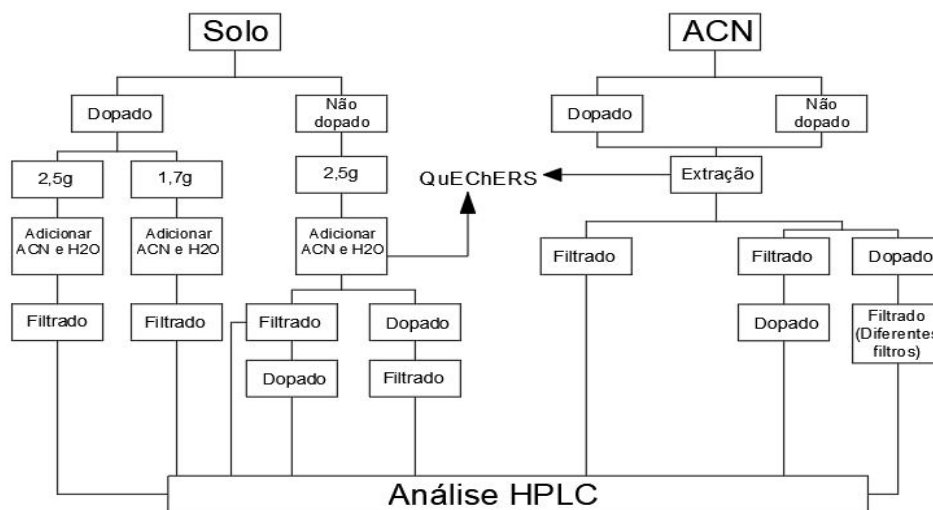 Solo
ACN
Dopado
Não
dopado
Dopado
Não
dopado
2,5g
1,7g
2,5g
QuEChERS
Extração
Adicionar
ACN e H2O
Adicionar
ACN e H2O
Adicionar
ACN e H2O
Filtrado
Filtrado
Dopado
Filtrado
Filtrado
Filtrado
Dopado
Dopado
Filtrado
(Diferentes
filtros)
Dopado
Filtrado
Análise HPLC